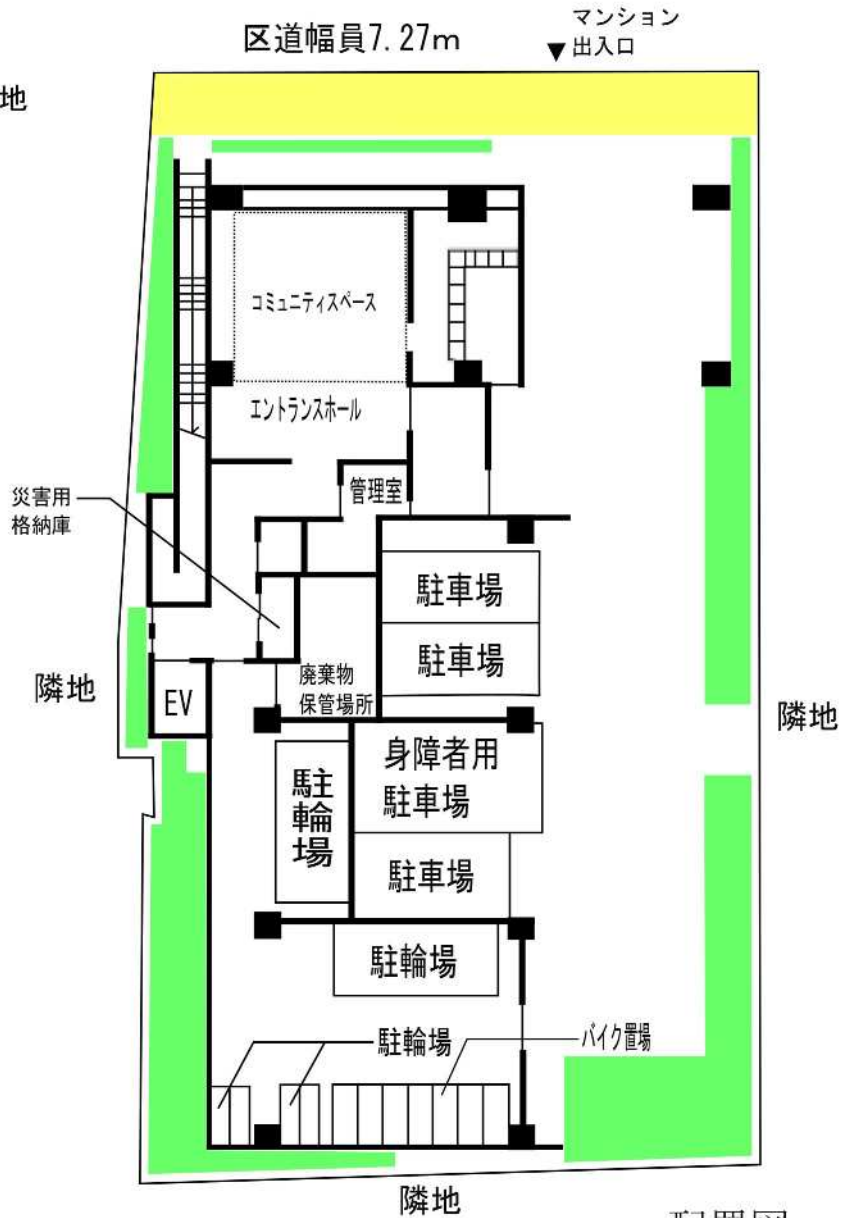 区道幅員7.27m
マンション
出入口
地
コミュニティスペース
エントランスホール
災害用
格納庫
管理室
駐車場
駐車場
廃棄物
保管場所
隣地
EV
隣地
身障者用
駐車場
駐輪場
駐車場
駐輪場
駐輪場
バイク置場
隣地